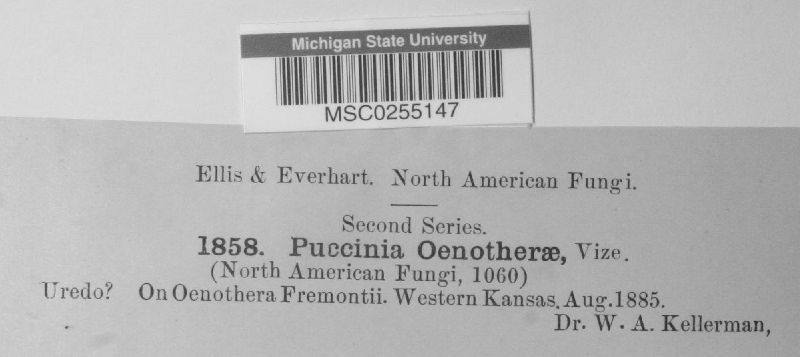 Michigan State University
MSC0255147
Ellis & Everhart. North American Fungi.
Second Series.
1858. Puccinia Oenotheræ, Vize.
(North American Fungi, 1060)
Uredo? On Oenothera Fremontii. Western Kansas. Aug.1885.
Dr. W. A. Kellerman,